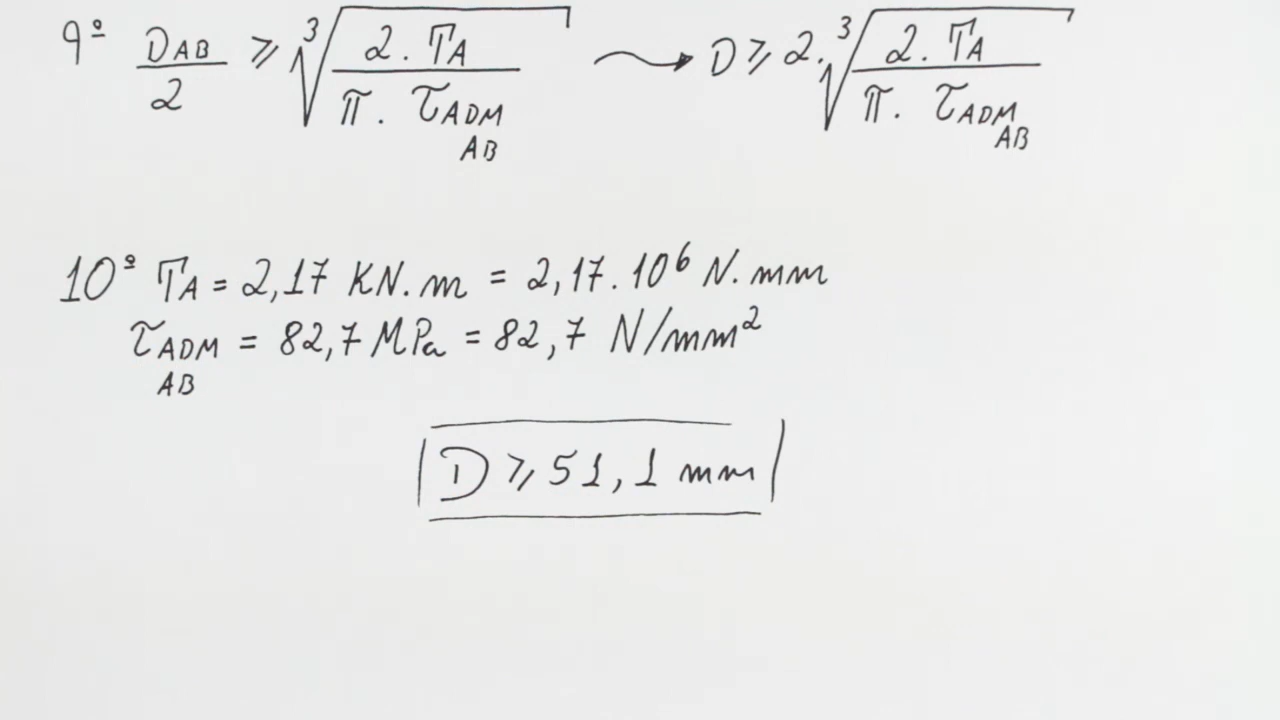 9º D_AB/2 ≥ ∛(2 . T_A / π . τ_ADM AB) → D ≥ 2 . ∛(2 . T_A / π . τ_ADM AB)
10º T_A = 2,17 KN.m = 2,17 . 10⁶ N.mm
τ_ADM AB = 82,7 MPa = 82,7 N/mm²
D ≥ 51,1 mm